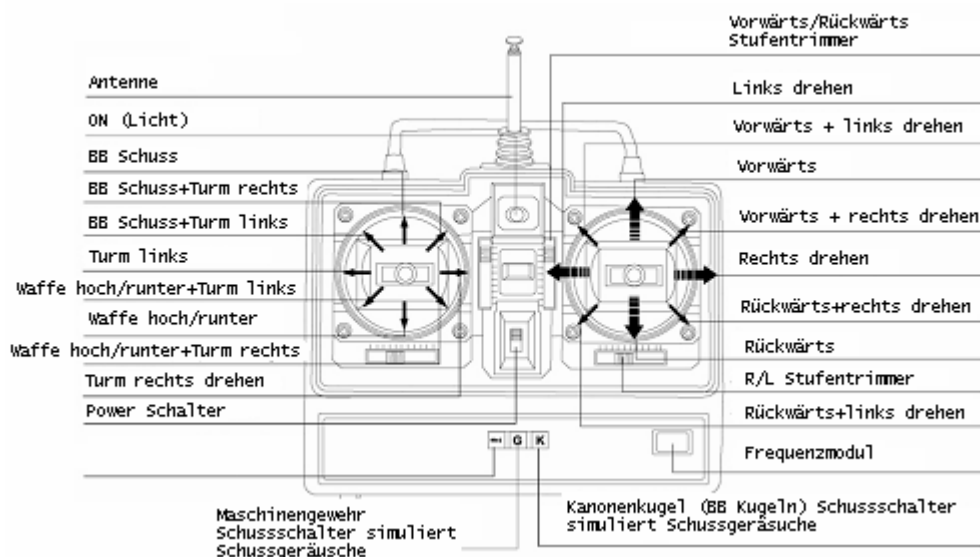 Vorwärts/Rückwärts
Stufentrimmer
Antenne
Links drehen
ON (Licht)
Vorwärts + links drehen
BB Schuss
Vorwärts
BB Schuss+Turm rechts
BB Schuss+Turm links
Vorwärts + rechts drehen
Turm links
Rechts drehen
Waffe hoch/runter+Turm links
Rückwärts+rechts drehen
Waffe hoch/runter
Waffe hoch/runter+Turm rechts
Rückwärts
Turm rechts drehen
R/L Stufentrimmer
Power Schalter
Rückwärts+links drehen
G K
Frequenzmodul
Maschinengewehr
Schussschalter simuliert
Schussgeräusche
Kanonenkugel (BB Kugeln) Schussschalter
simuliert Schussgeräsuche